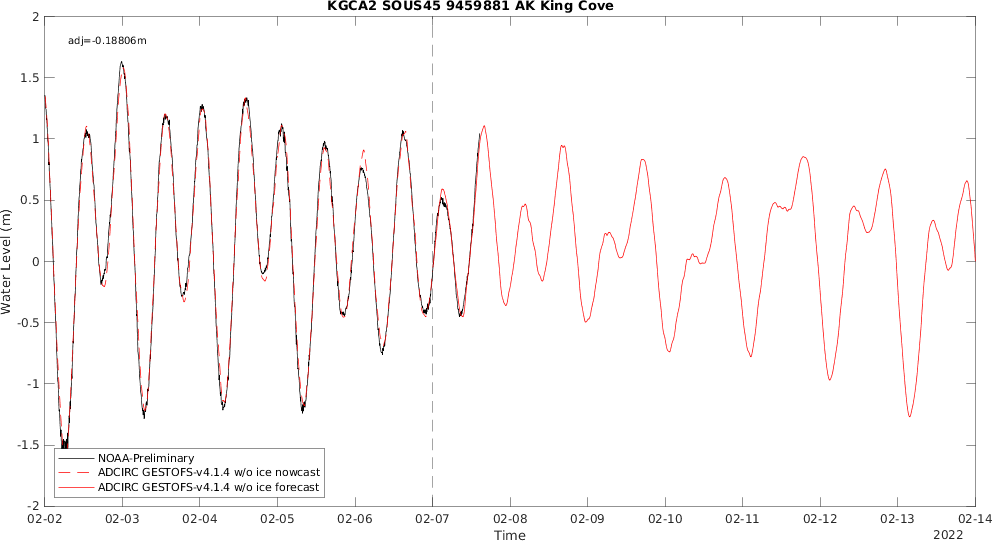 KGCA2 SOUS45 9459881 AK King Cove
adj=-0.18806m
Water Level (m)
2
1.5
1
0.5
0
-0.5
-1
-1.5
-2
NOAA-Preliminary
ADCIRC GESTOFS-v4.1.4 w/o ice nowcast
ADCIRC GESTOFS-v4.1.4 w/o ice forecast
02-02 02-03 02-04 02-05 02-06 02-07 02-08 02-09 02-10 02-11 02-12 02-13 02-14
Time
2022